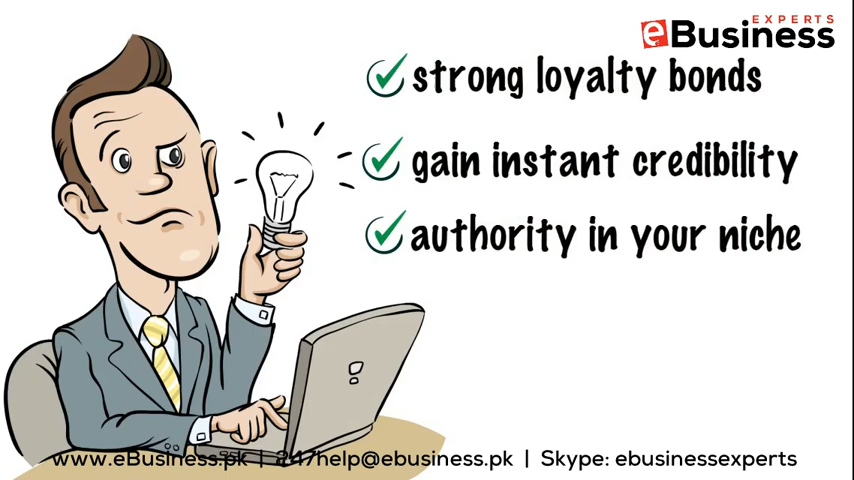 EXPERTS
eBusiness
strong loyalty bonds
gain instant credibility
authority in your niche
www.eBusiness.pk | 247help@ebusiness.pk | Skype: ebusinessexperts